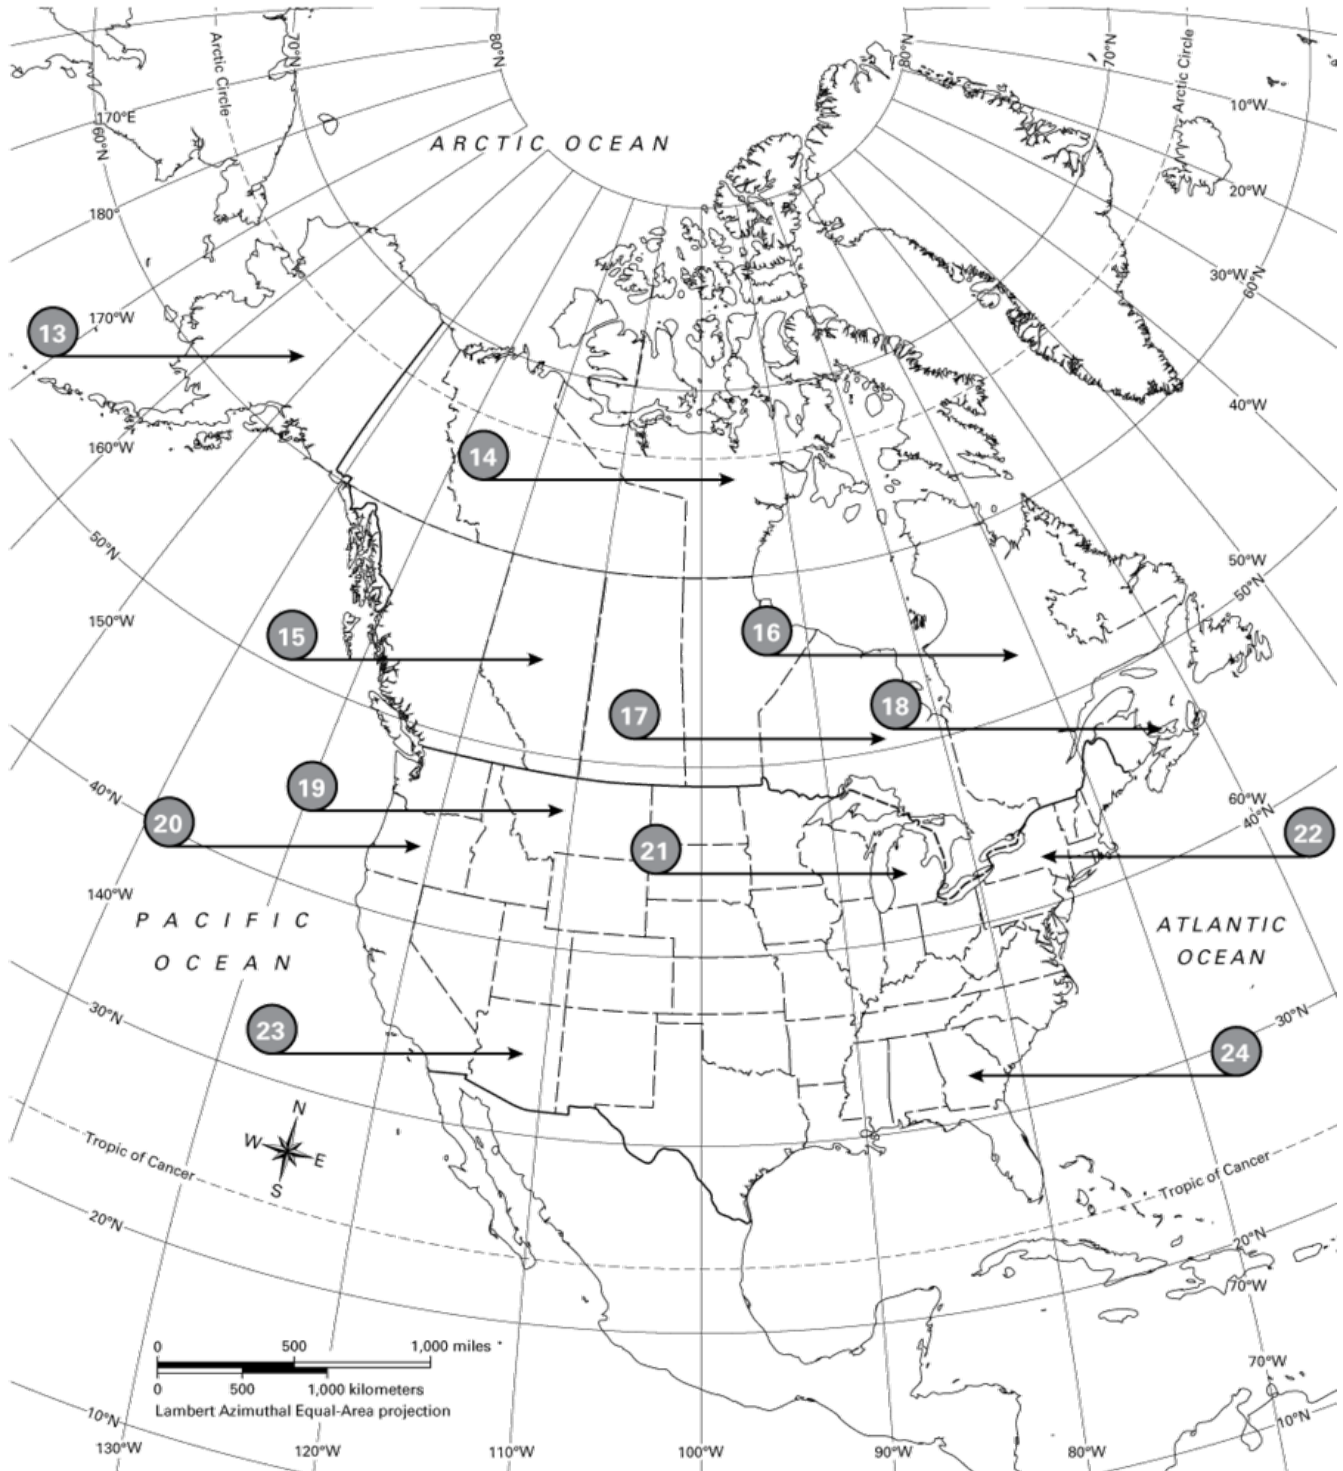 80°N
80°N
70°N
Arctic Circle
70°N
Arctic Circle
10°W
170°E
60°N
ARCTIC OCEAN
20°W
180°
30°W
60°N
13
170°W
40°W
160°W
14
50°N
50°W
50°N
150°W
15
16
17
18
19
40°N
20
60°W
40°N
21
22
140°W
PACIFIC
OCEAN
ATLANTIC
OCEAN
30°N
30°N
23
24
N
W
E
S
Tropic of Cancer
Tropic of Cancer
20°N
20°N
70°W
0 500 1,000 miles
0 500 1,000 kilometers
Lambert Azimuthal Equal-Area projection
70°W
10°N
10°N
130°W 120°W 110°W 100°W 90°W 80°W